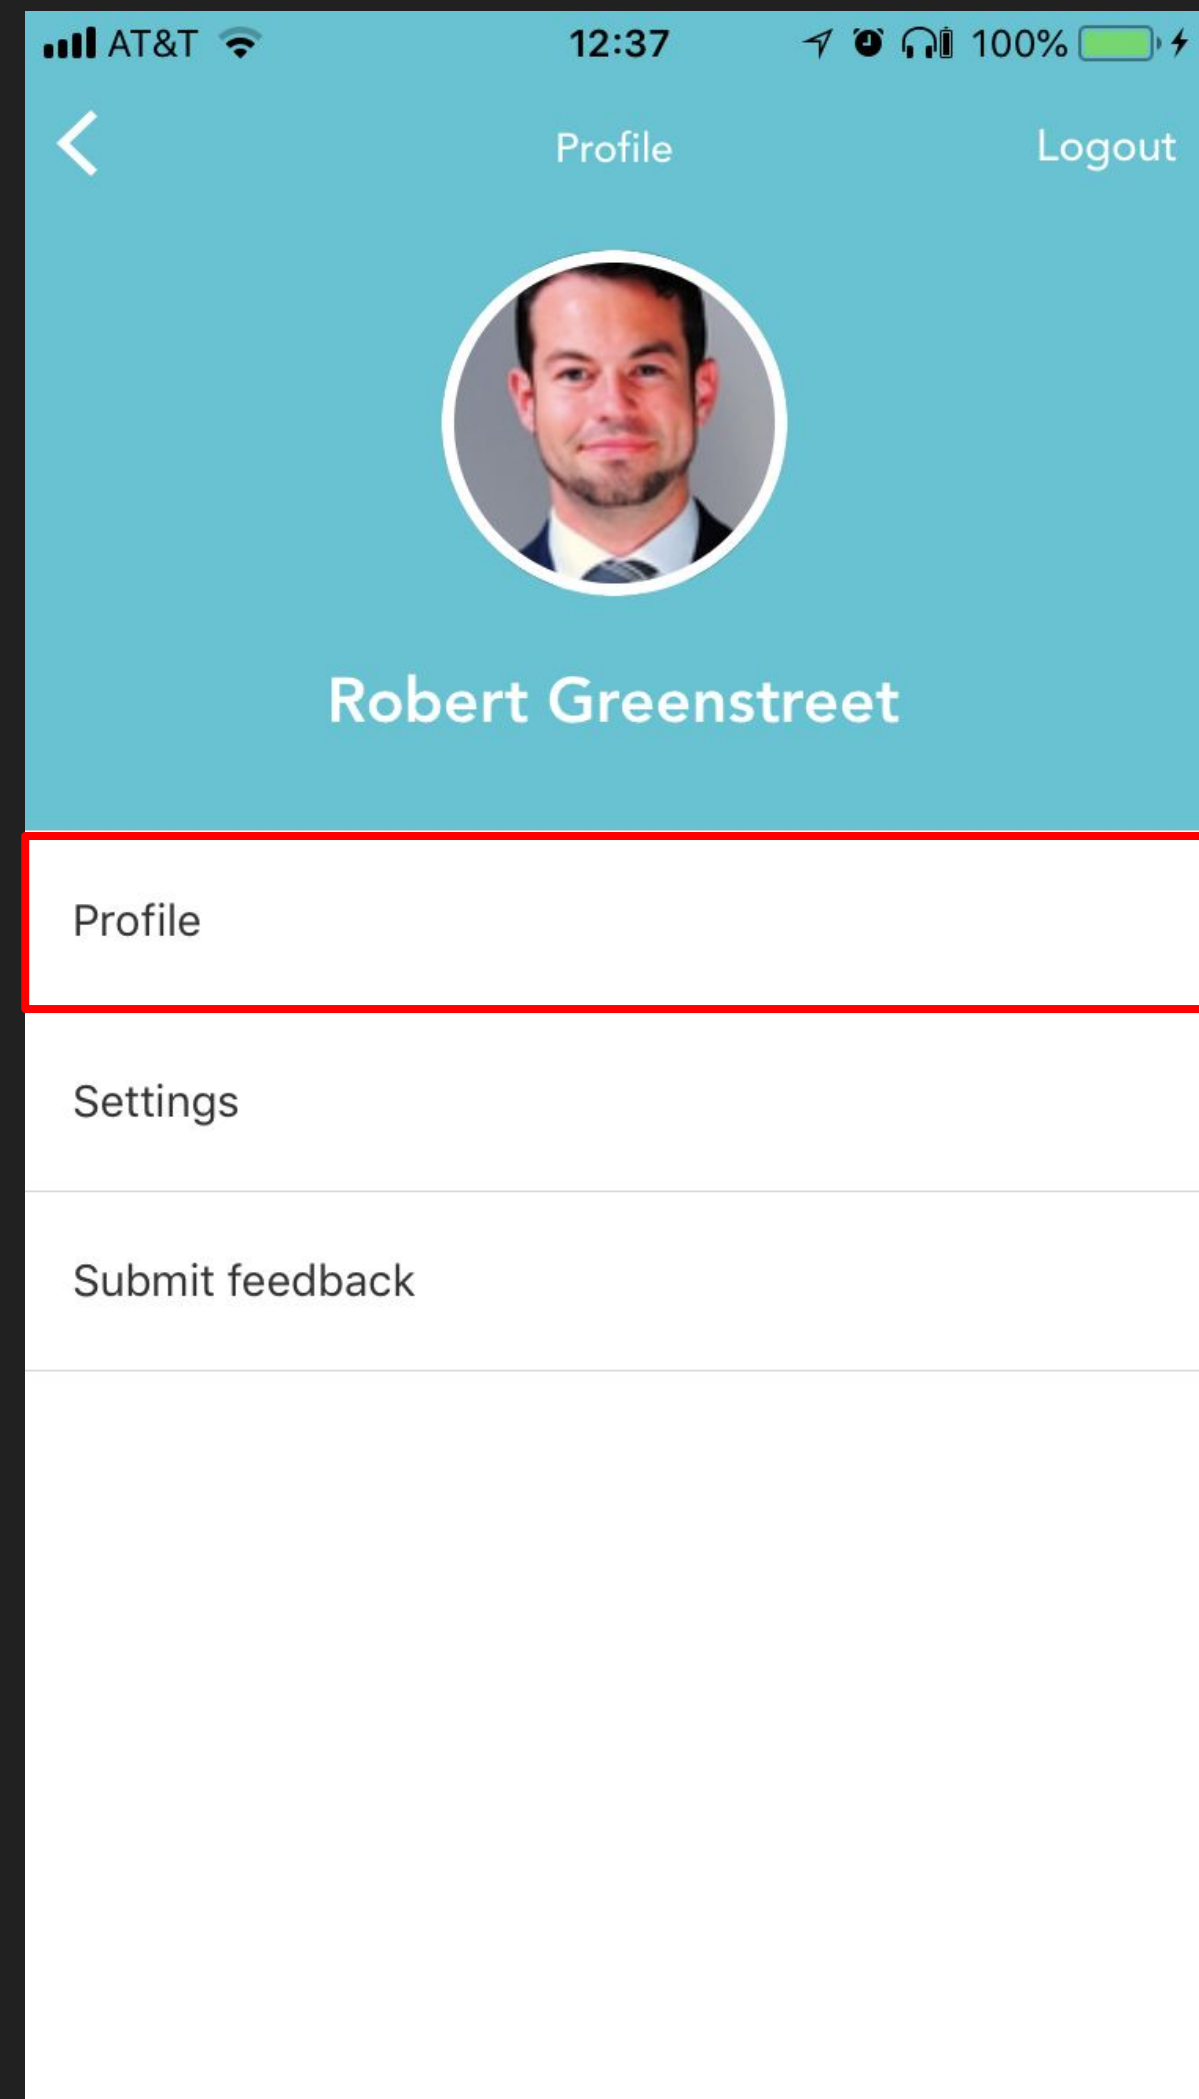 AT&T 12:37 100%
Profile Logout
Robert Greenstreet
Profile
Settings
Submit feedback